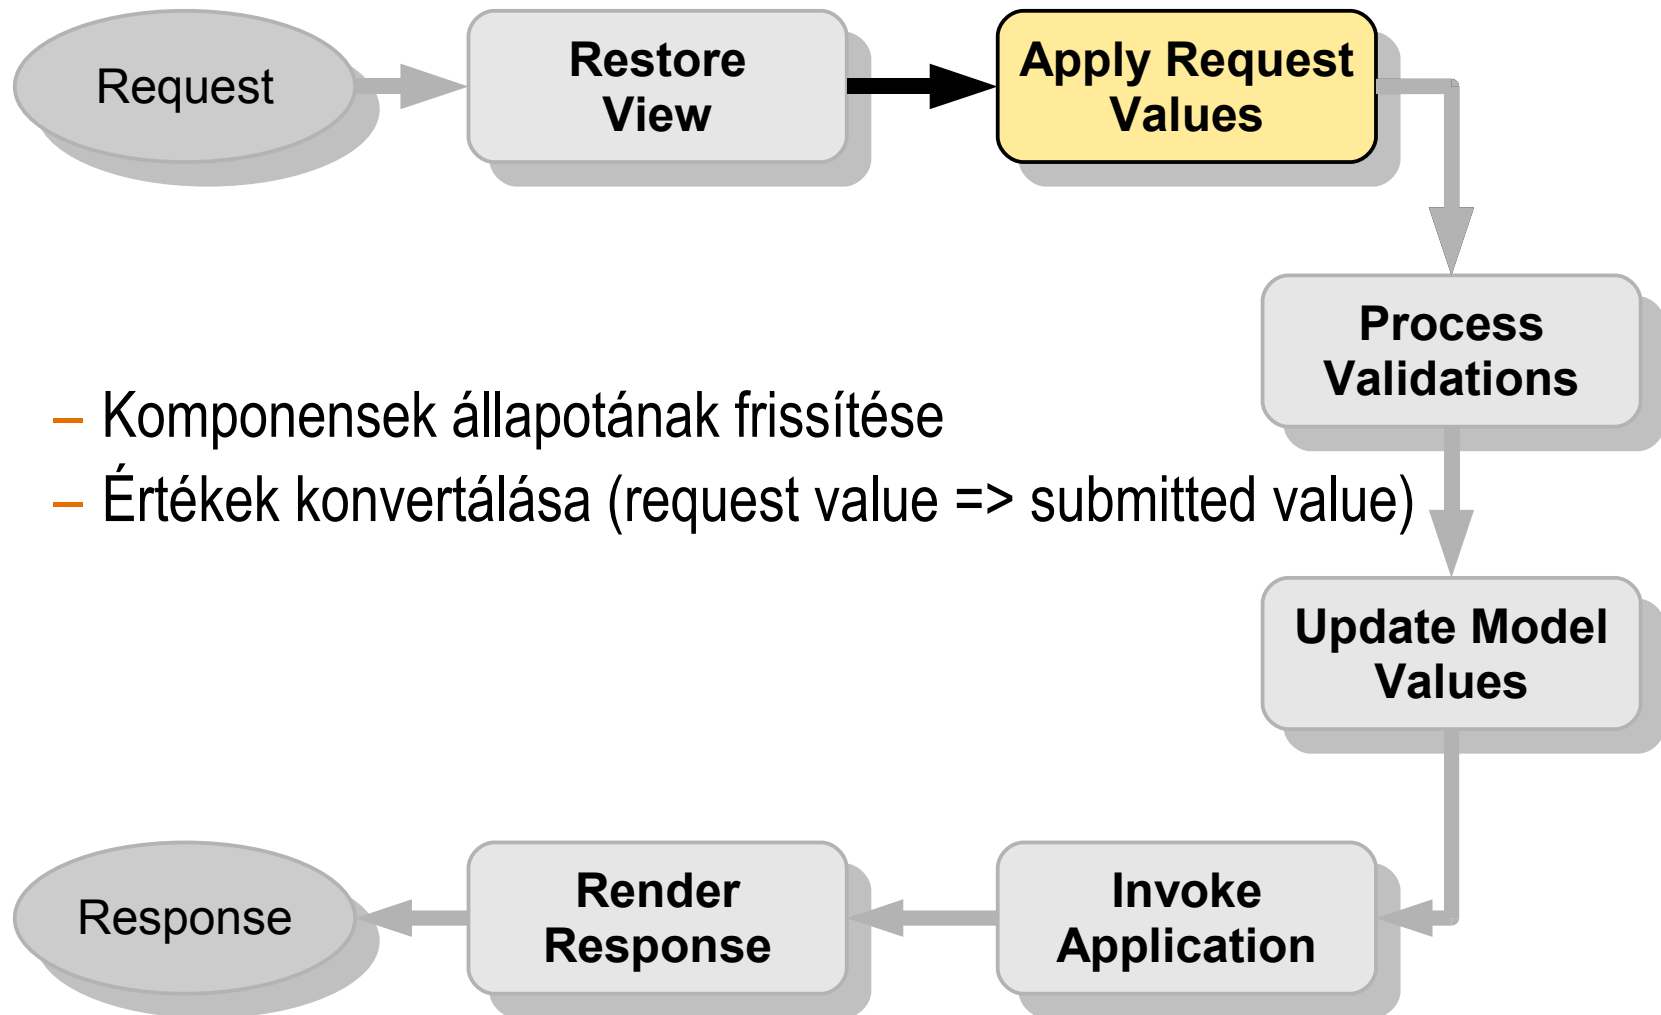 Request
Restore
View
Apply Request
Values
Process
Validations
– Komponensek állapotának frissítése
– Értékek konvertálása (request value => submitted value)
Update Model
Values
Response
Render
Response
Invoke
Application